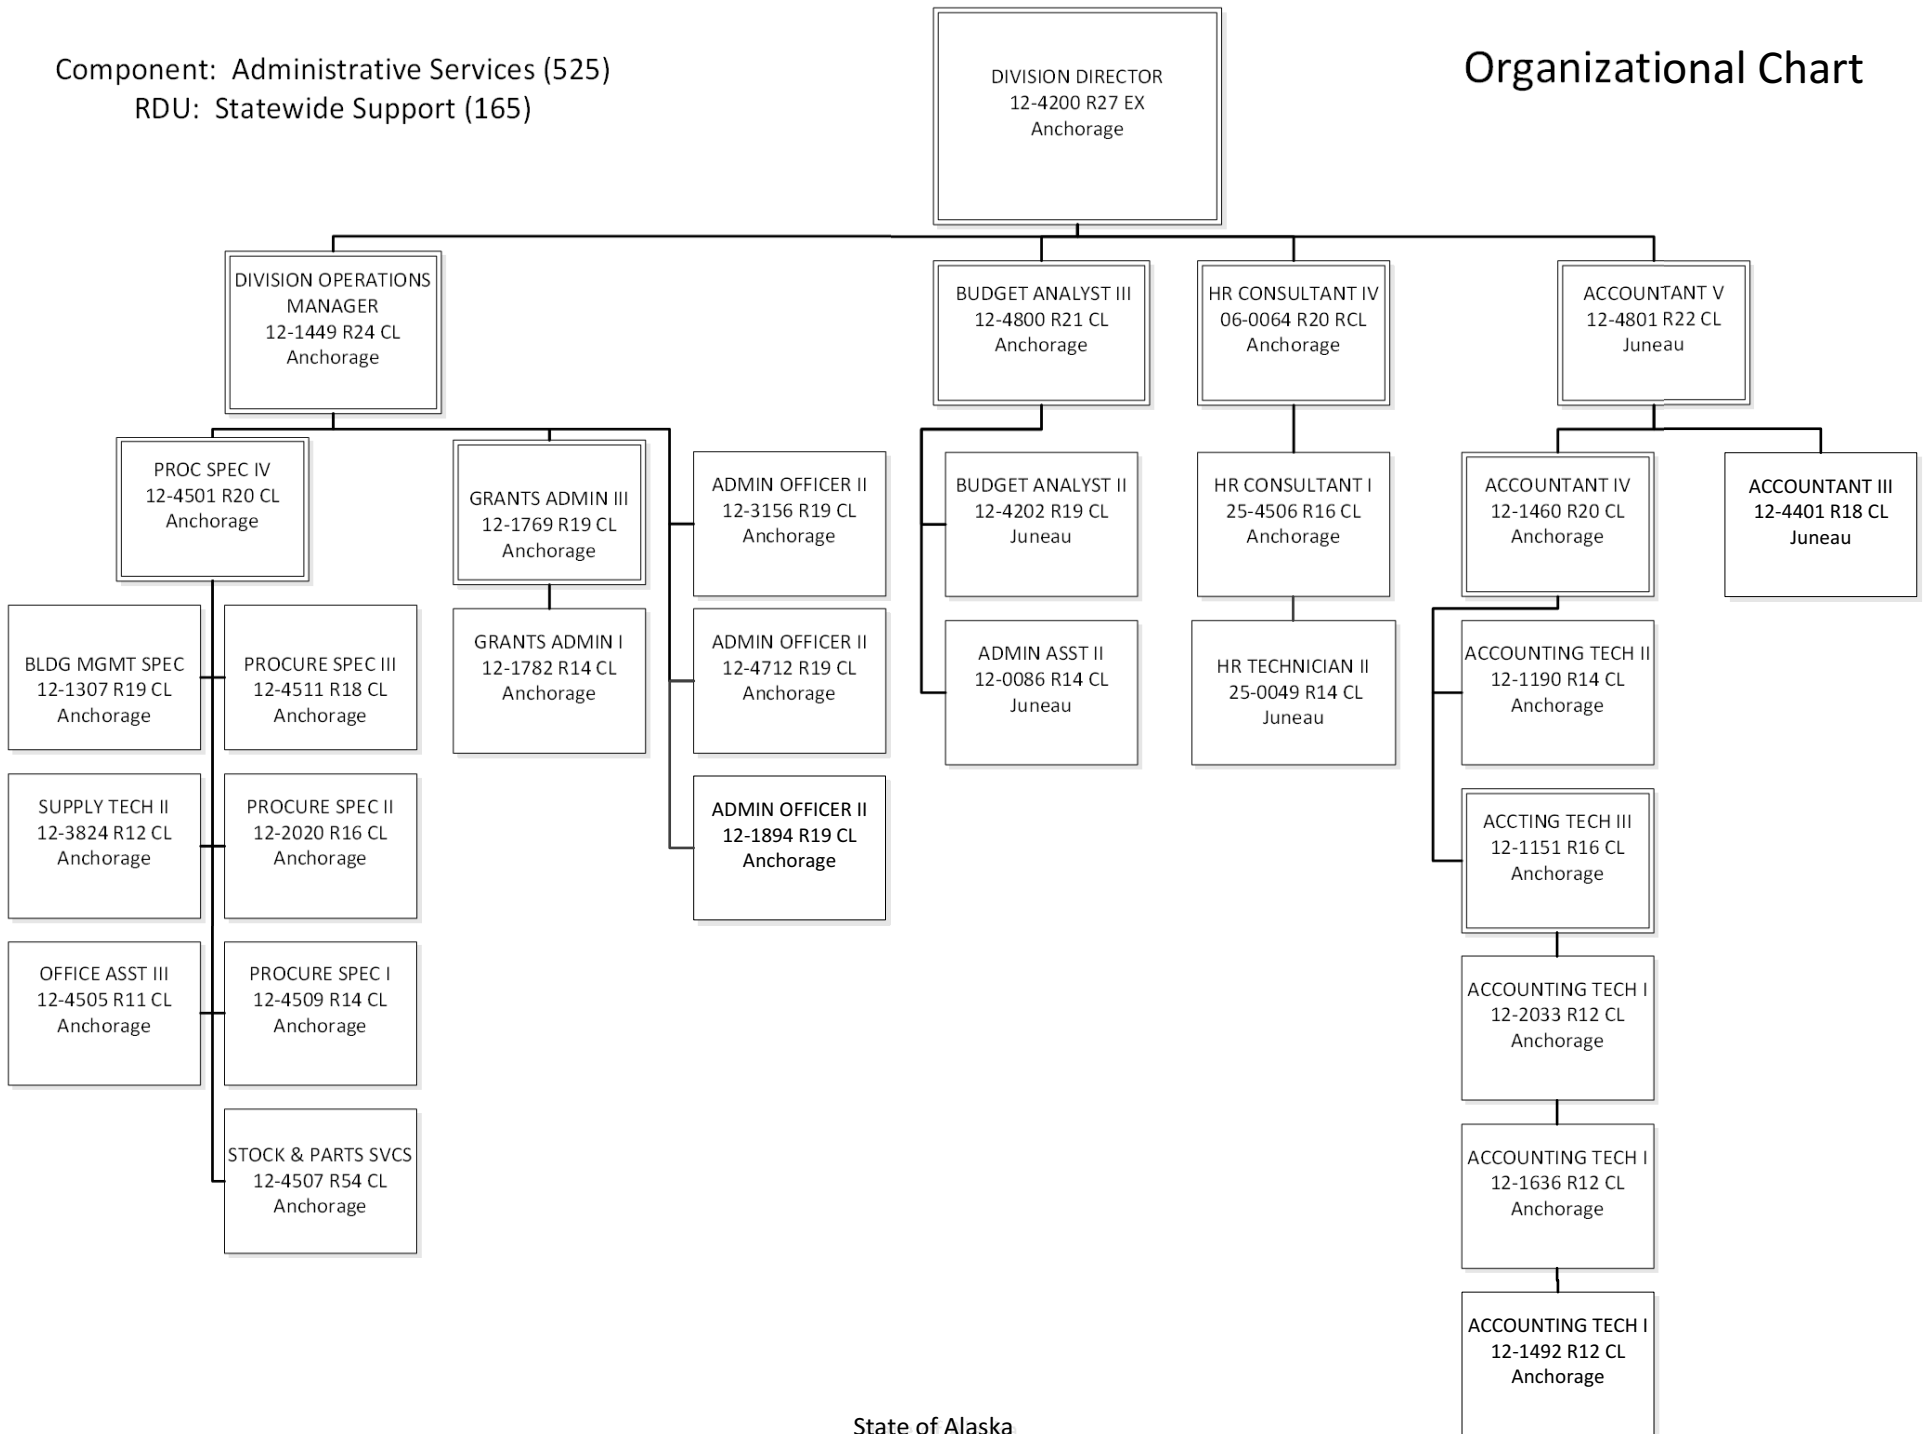 Component: Administrative Services (525)
RDU: Statewide Support (165)
Organizational Chart
DIVISION DIRECTOR
12-4200 R27 EX
Anchorage
DIVISION OPERATIONS
MANAGER
12-1449 R24 CL
Anchorage
BUDGET ANALYST III
12-4800 R21 CL
Anchorage
HR CONSULTANT IV
06-0064 R20 RCL
Anchorage
ACCOUNTANT V
12-4801 R22 CL
Juneau
PROC SPEC IV
12-4501 R20 CL
Anchorage
GRANTS ADMIN III
12-1769 R19 CL
Anchorage
ADMIN OFFICER II
12-3156 R19 CL
Anchorage
BUDGET ANALYST II
12-4202 R19 CL
Juneau
HR CONSULTANT I
25-4506 R16 CL
Anchorage
ACCOUNTANT IV
12-1460 R20 CL
Anchorage
ACCOUNTANT III
12-4401 R18 CL
Juneau
BLDG MGMT SPEC
12-1307 R19 CL
Anchorage
PROCURE SPEC III
12-4511 R18 CL
Anchorage
GRANTS ADMIN I
12-1782 R14 CL
Anchorage
ADMIN OFFICER II
12-4712 R19 CL
Anchorage
ADMIN ASST II
12-0086 R14 CL
Juneau
HR TECHNICIAN II
25-0049 R14 CL
Juneau
ACCOUNTING TECH II
12-1190 R14 CL
Anchorage
SUPPLY TECH II
12-3824 R12 CL
Anchorage
PROCURE SPEC II
12-2020 R16 CL
Anchorage
ADMIN OFFICER II
12-1894 R19 CL
Anchorage
ACCTING TECH III
12-1151 R16 CL
Anchorage
OFFICE ASST III
12-4505 R11 CL
Anchorage
PROCURE SPEC I
12-4509 R14 CL
Anchorage
ACCOUNTING TECH I
12-2033 R12 CL
Anchorage
STOCK & PARTS SVCS
12-4507 R54 CL
Anchorage
ACCOUNTING TECH I
12-1636 R12 CL
Anchorage
ACCOUNTING TECH I
12-1492 R12 CL
Anchorage
State of Alaska